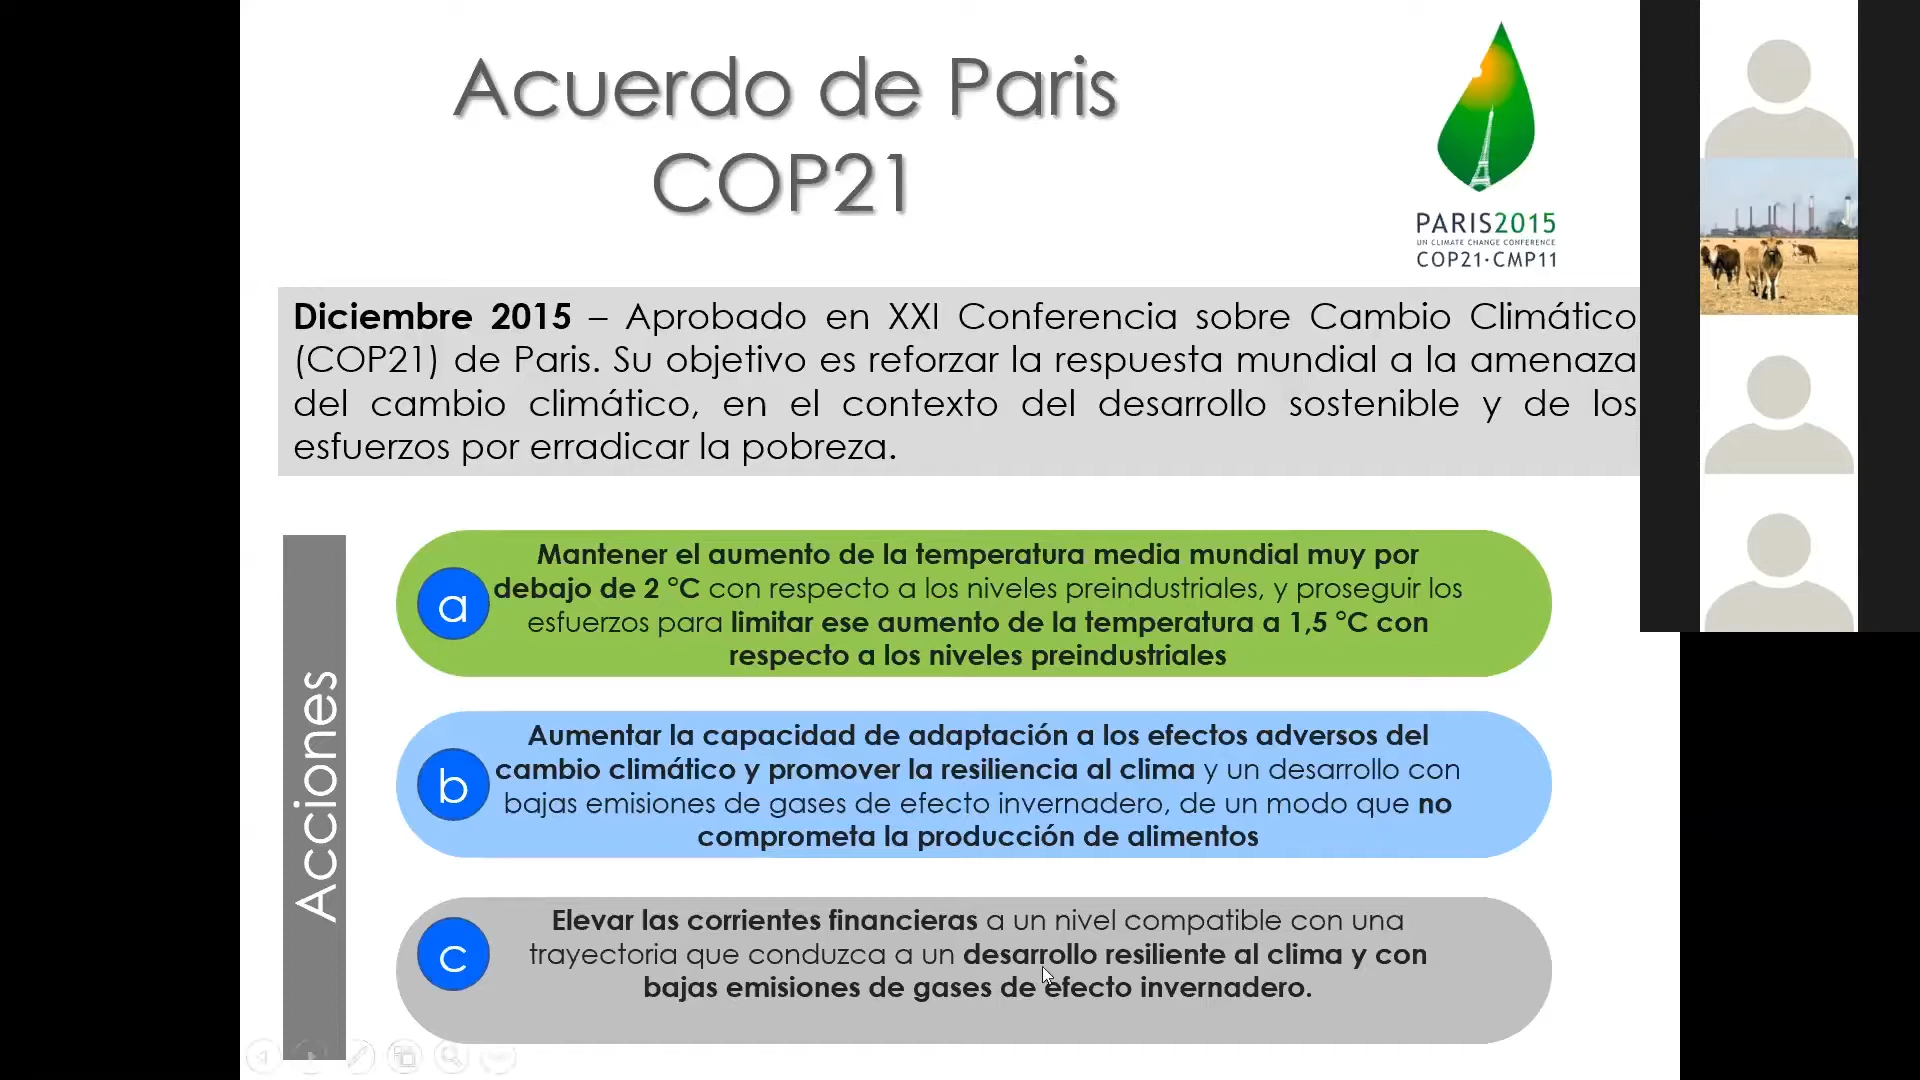 Acuerdo de Paris
COP21
PARIS2015
UN CLIMATE CHANGE CONFERENCE
COP21·CMP11
Diciembre 2015 – Aprobado en XXI Conferencia sobre Cambio Climático
(COP21) de Paris. Su objetivo es reforzar la respuesta mundial a la amenaza
del cambio climático, en el contexto del desarrollo sostenible y de los
esfuerzos por erradicar la pobreza.
Acciones
a
Mantener el aumento de la temperatura media mundial muy por
debajo de 2 °C con respecto a los niveles preindustriales, y proseguir los
esfuerzos para limitar ese aumento de la temperatura a 1,5 °C con
respecto a los niveles preindustriales
b
Aumentar la capacidad de adaptación a los efectos adversos del
cambio climático y promover la resiliencia al clima y un desarrollo con
bajas emisiones de gases de efecto invernadero, de un modo que no
comprometa la producción de alimentos
c
Elevar las corrientes financieras a un nivel compatible con una
trayectoria que conduzca a un desarrollo resiliente al clima y con
bajas emisiones de gases de efecto invernadero.